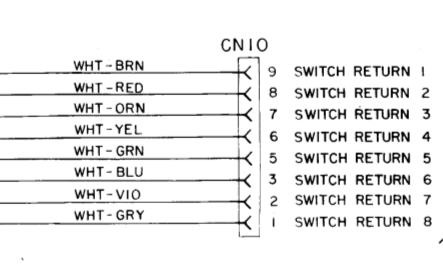 CN10
WHT-BRN 9 SWITCH RETURN 1
WHT-RED 8 SWITCH RETURN 2
WHT-ORN 7 SWITCH RETURN 3
WHT-YEL 6 SWITCH RETURN 4
WHT-GRN 5 SWITCH RETURN 5
WHT-BLU 3 SWITCH RETURN 6
WHT-VIO 2 SWITCH RETURN 7
WHT-GRY 1 SWITCH RETURN 8